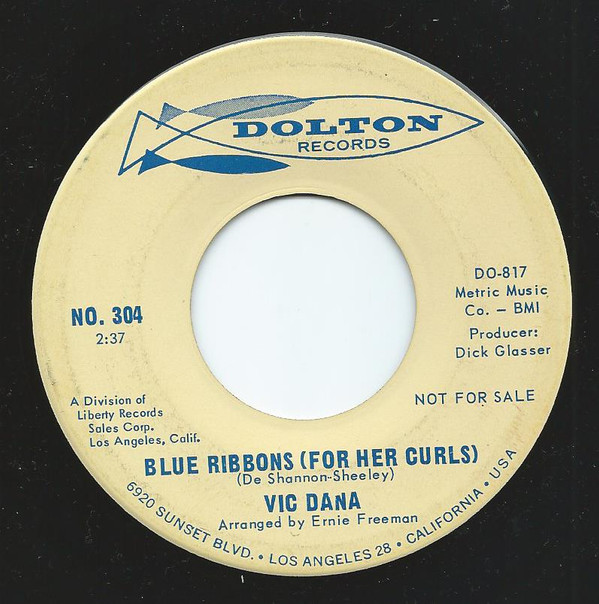 DOLTON
RECORDS
NO. 304
2:37
DO-817
Metric Music
Co. – BMI
Producer:
Dick Glasser
NOT FOR SALE
A Division of
Liberty Records
Sales Corp.
Los Angeles, Calif.
BLUE RIBBONS (FOR HER CURLS)
(De Shannon-Sheeley)
VIC DANA
Arranged by Ernie Freeman
6920 SUNSET BLVD. • LOS ANGELES 28 • CALIFORNIA • USA